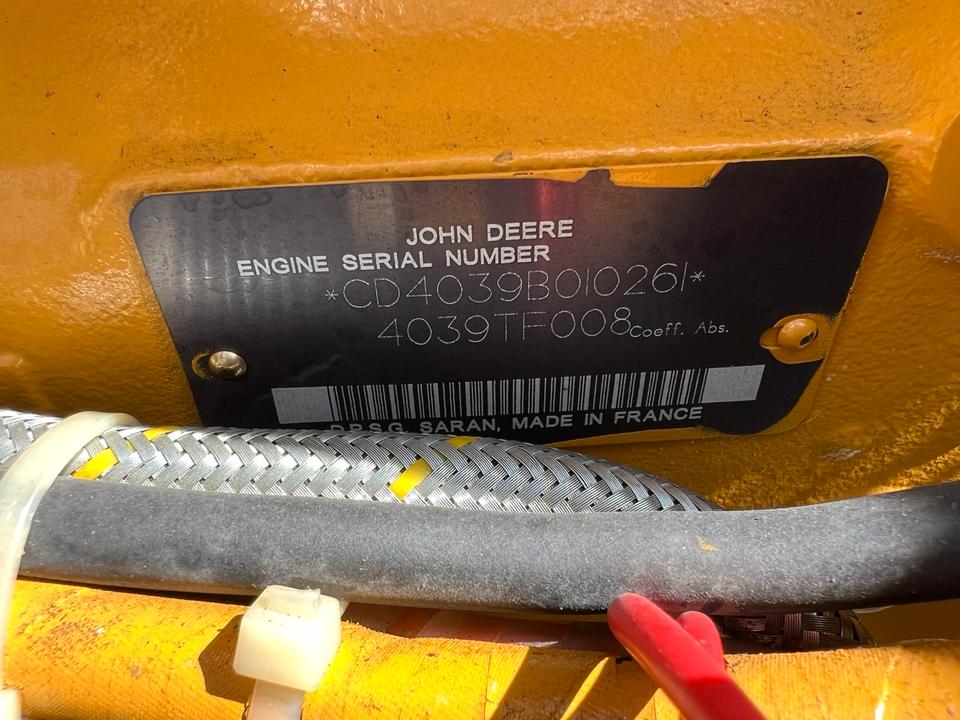 JOHN DEERE
ENGINE SERIAL NUMBER
*CD4039B010261*
4039TF008 Coeff. Abs.
D.P.S.G. SARAN, MADE IN FRANCE